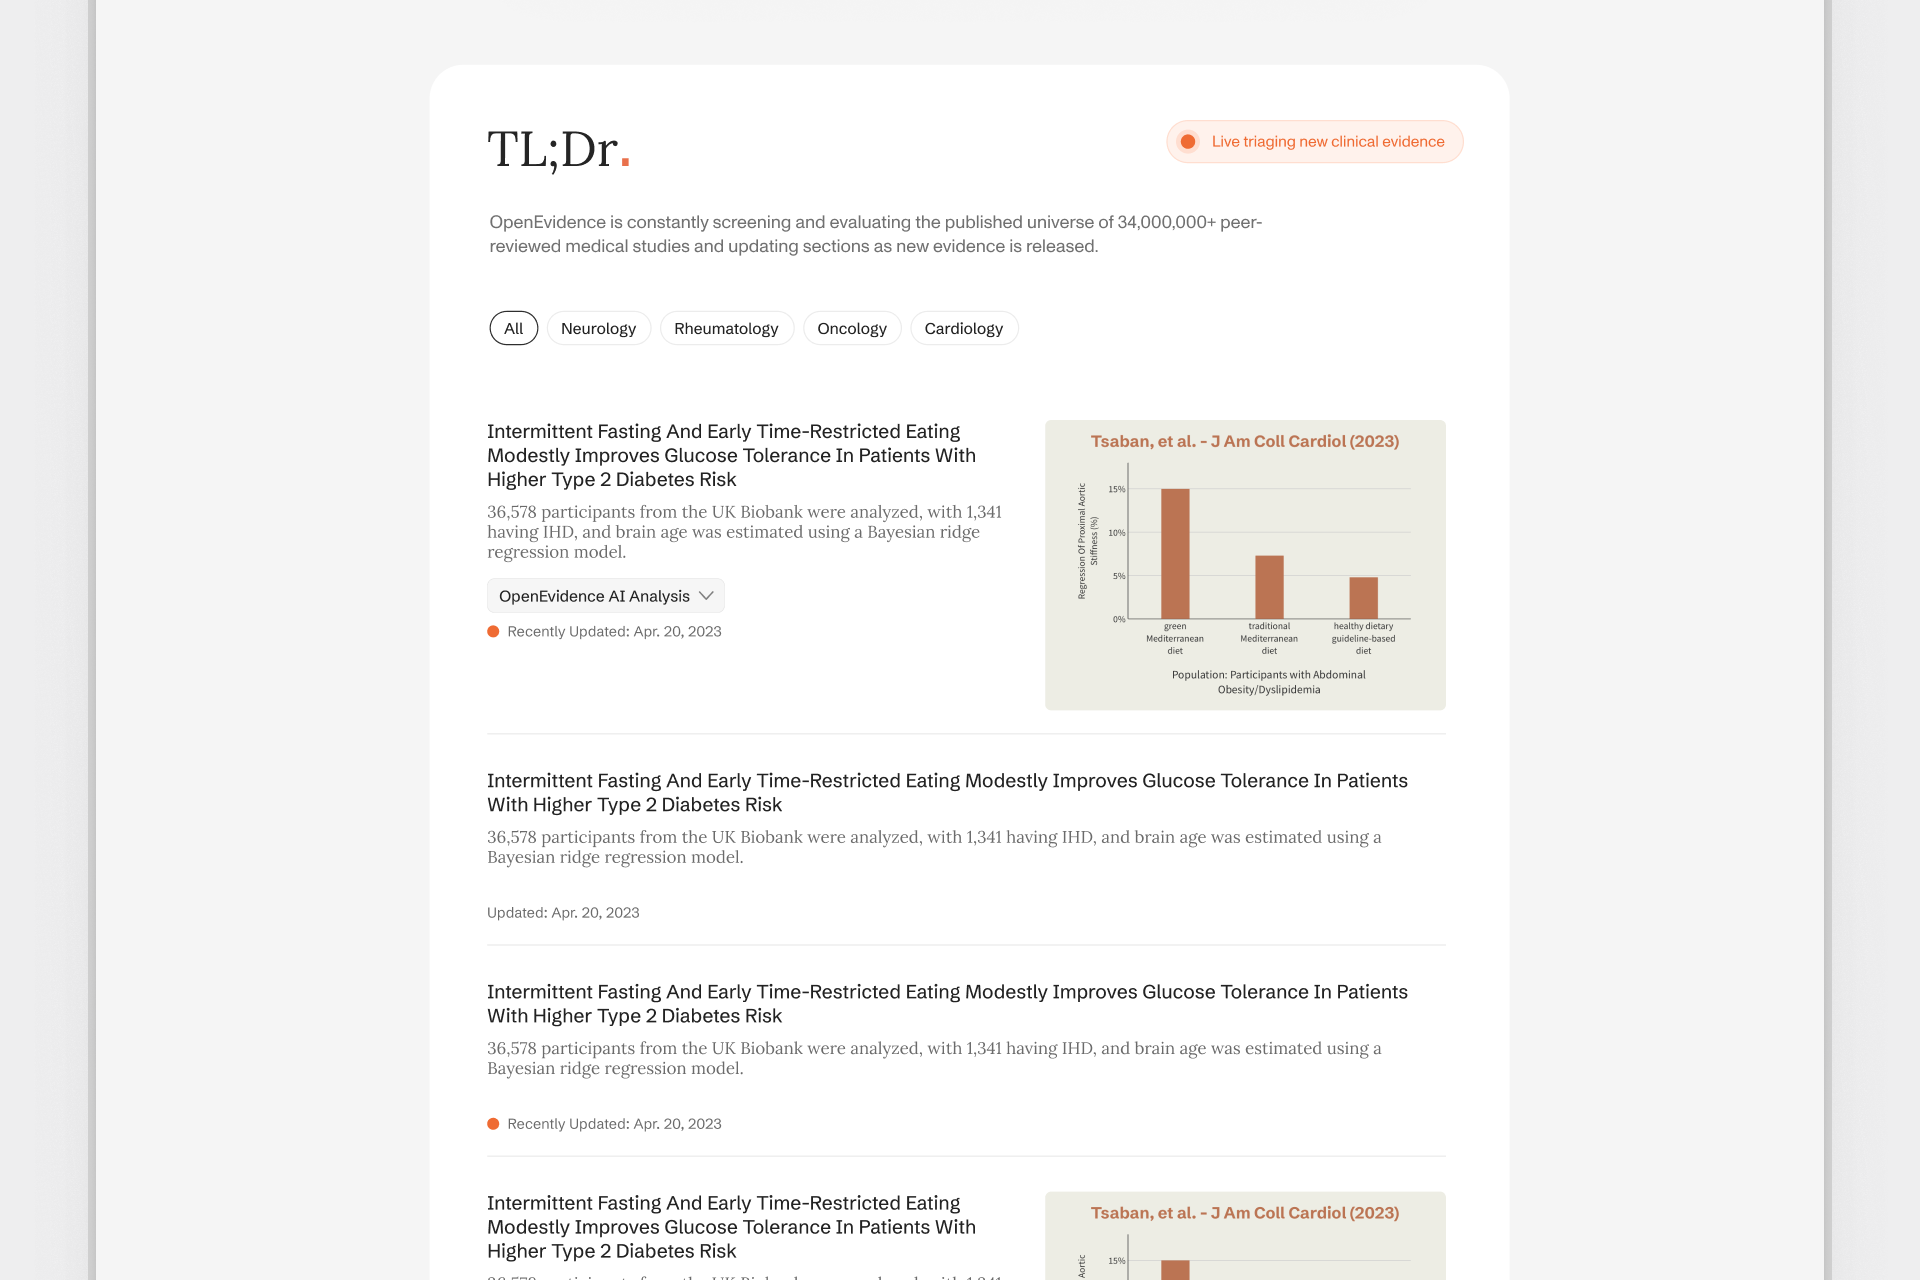 TL;Dr.
Live triaging new clinical evidence
OpenEvidence is constantly screening and evaluating the published universe of 34,000,000+ peer-
reviewed medical studies and updating sections as new evidence is released.
All
Neurology
Rheumatology
Oncology
Cardiology
Intermittent Fasting And Early Time-Restricted Eating
Modestly Improves Glucose Tolerance In Patients With
Higher Type 2 Diabetes Risk
36,578 participants from the UK Biobank were analyzed, with 1,341
having IHD, and brain age was estimated using a Bayesian ridge
regression model.
OpenEvidence AI Analysis
Recently Updated: Apr. 20, 2023
Tsaban, et al. - J Am Coll Cardiol (2023)
Regression Of Proximal Aortic
Stiffness (%)
15%
10%
5%
0%
green
Mediterranean
diet
traditional
Mediterranean
diet
healthy dietary
guideline-based
diet
Population: Participants with Abdominal
Obesity/Dyslipidemia
Intermittent Fasting And Early Time-Restricted Eating Modestly Improves Glucose Tolerance In Patients
With Higher Type 2 Diabetes Risk
36,578 participants from the UK Biobank were analyzed, with 1,341 having IHD, and brain age was estimated using a
Bayesian ridge regression model.
Updated: Apr. 20, 2023
Intermittent Fasting And Early Time-Restricted Eating Modestly Improves Glucose Tolerance In Patients
With Higher Type 2 Diabetes Risk
36,578 participants from the UK Biobank were analyzed, with 1,341 having IHD, and brain age was estimated using a
Bayesian ridge regression model.
Recently Updated: Apr. 20, 2023
Intermittent Fasting And Early Time-Restricted Eating
Modestly Improves Glucose Tolerance In Patients With
Higher Type 2 Diabetes Risk
Tsaban, et al. - J Am Coll Cardiol (2023)
Aortic
15%